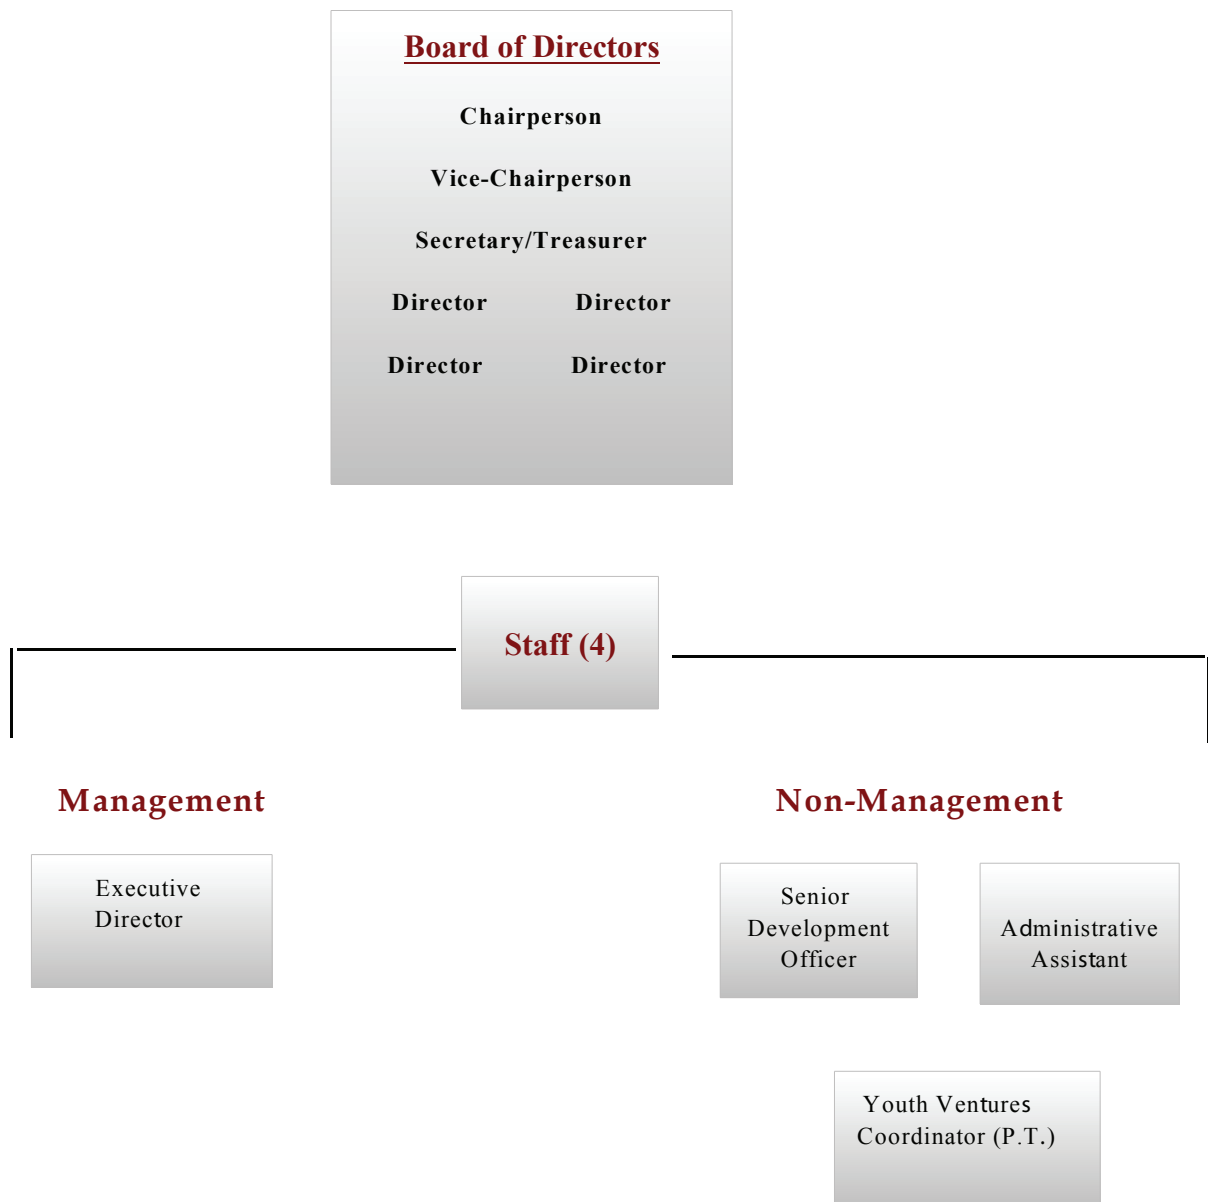 Board of Directors
Chairperson
Vice-Chairperson
Secretary/Treasurer
Director Director
Director Director
Staff (4)
Management
Non-Management
Executive
Director
Senior
Development
Officer
Administrative
Assistant
Youth Ventures
Coordinator (P.T.)